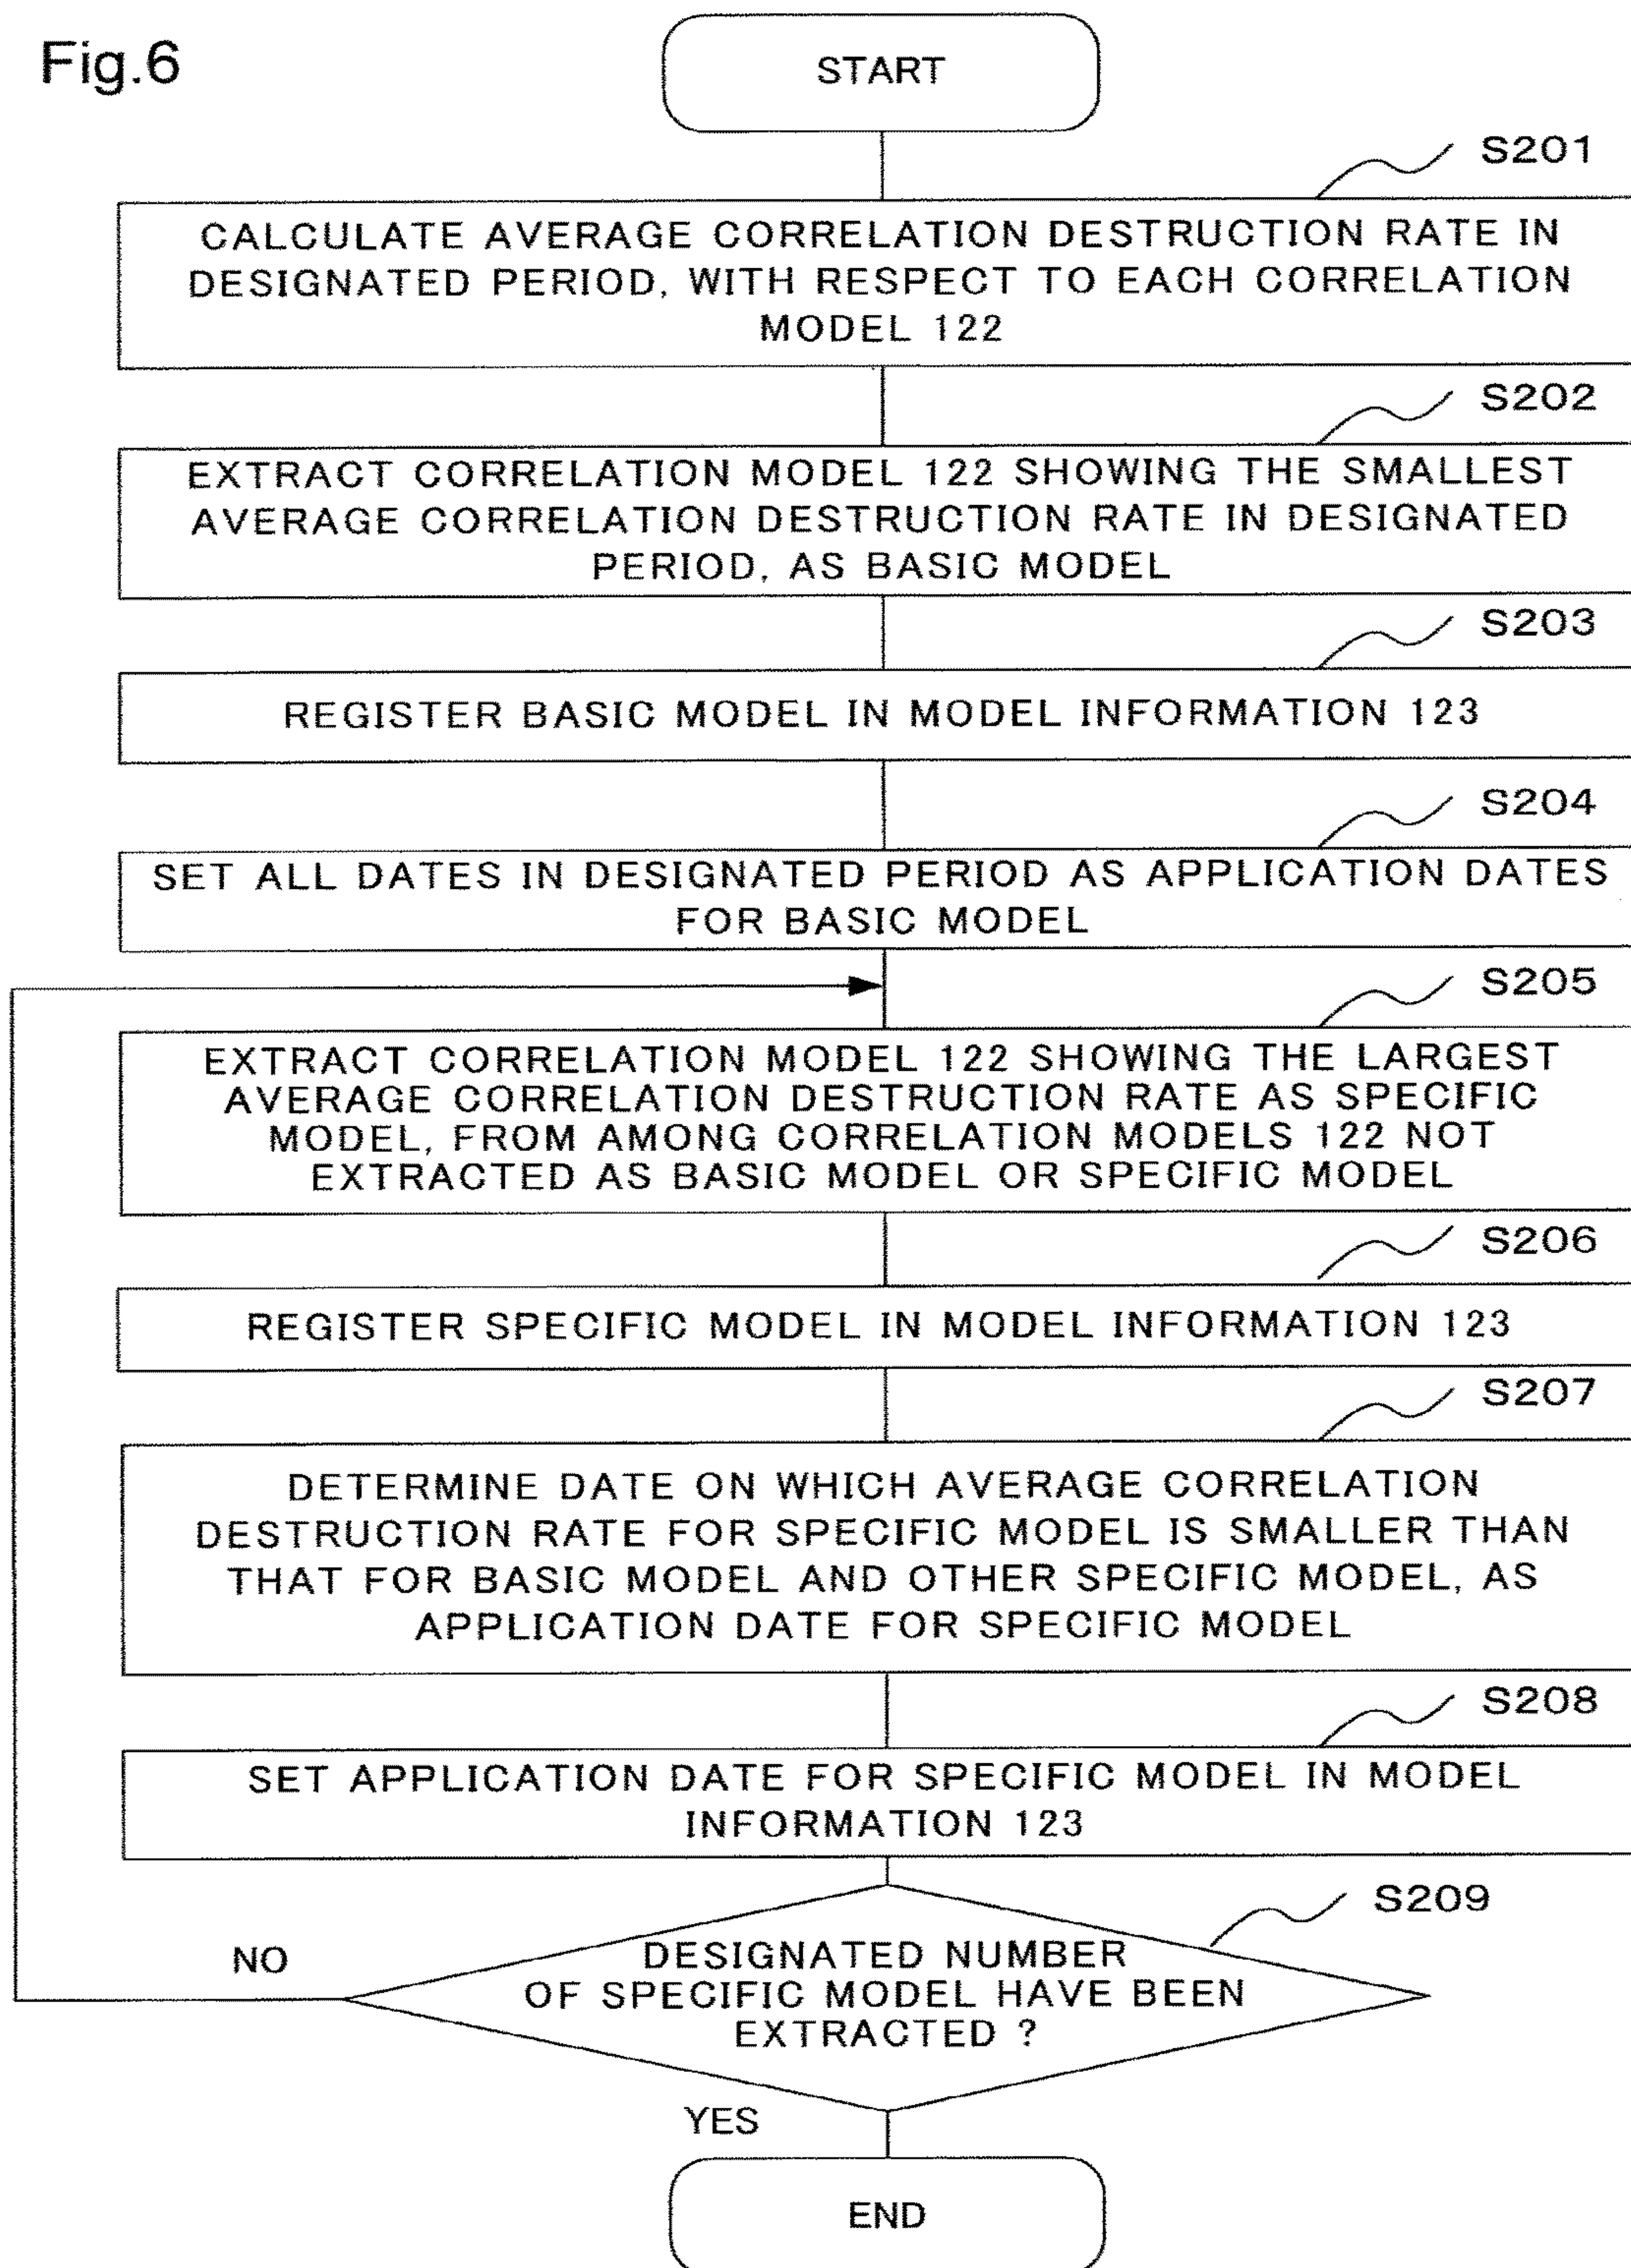 Fig.6
START
S201
CALCULATE AVERAGE CORRELATION DESTRUCTION RATE IN
DESIGNATED PERIOD, WITH RESPECT TO EACH CORRELATION
MODEL 122
S202
EXTRACT CORRELATION MODEL 122 SHOWING THE SMALLEST
AVERAGE CORRELATION DESTRUCTION RATE IN DESIGNATED
PERIOD, AS BASIC MODEL
S203
REGISTER BASIC MODEL IN MODEL INFORMATION 123
S204
SET ALL DATES IN DESIGNATED PERIOD AS APPLICATION DATES
FOR BASIC MODEL
S205
EXTRACT CORRELATION MODEL 122 SHOWING THE LARGEST
AVERAGE CORRELATION DESTRUCTION RATE AS SPECIFIC
MODEL, FROM AMONG CORRELATION MODELS 122 NOT
EXTRACTED AS BASIC MODEL OR SPECIFIC MODEL
S206
REGISTER SPECIFIC MODEL IN MODEL INFORMATION 123
S207
DETERMINE DATE ON WHICH AVERAGE CORRELATION
DESTRUCTION RATE FOR SPECIFIC MODEL IS SMALLER THAN
THAT FOR BASIC MODEL AND OTHER SPECIFIC MODEL, AS
APPLICATION DATE FOR SPECIFIC MODEL
S208
SET APPLICATION DATE FOR SPECIFIC MODEL IN MODEL
INFORMATION 123
S209
NO
DESIGNATED NUMBER
OF SPECIFIC MODEL HAVE BEEN
EXTRACTED ?
YES
END